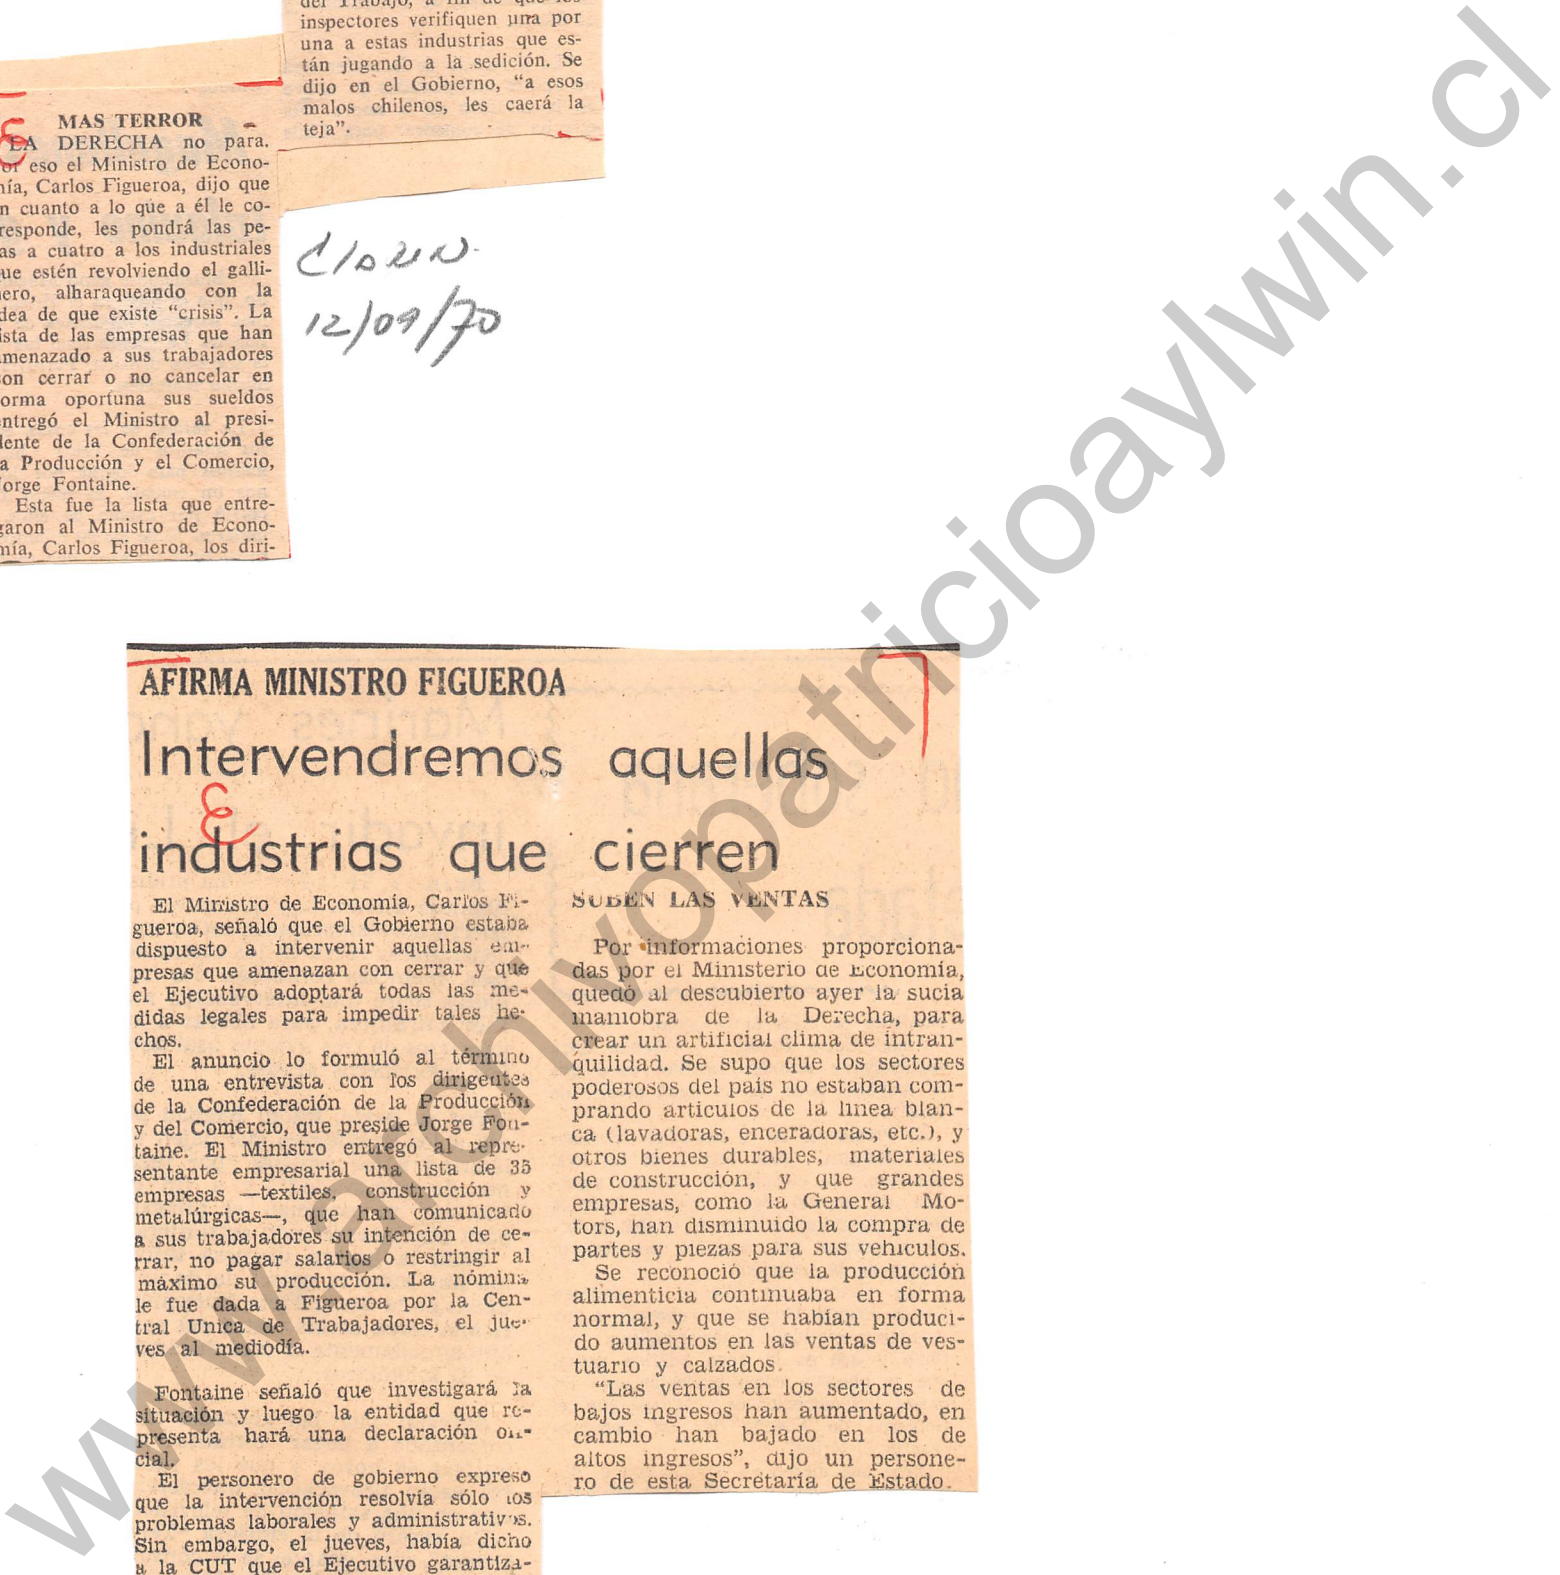 inspectores verifiquen una por
una a estas industrias que es-
tán jugando a la sedición. Se
dijo en el Gobierno, “a esos
malos chilenos, les caerá la
teja”.
MAS TERROR
LA DERECHA no para.
or eso el Ministro de Econo-
ía, Carlos Figueroa, dijo que
n cuanto a lo que a él le co-
responde, les pondrá las pe-
as a cuatro a los industriales
ue estén revolviendo el galli-
ero, alharaqueando con la
dea de que existe “crisis”. La
ista de las empresas que han
amenazado a sus trabajadores
on cerrar o no cancelar en
orma oportuna sus sueldos
entregó el Ministro al presi-
dente de la Confederación de
a Producción y el Comercio,
orge Fontaine.
Esta fue la lista que entre-
garon al Ministro de Econo-
mía, Carlos Figueroa, los diri-
Clarin
12/09/70
AFIRMA MINISTRO FIGUEROA
Intervendremos aquellas
industrias que cierren
El Ministro de Economía, Carlos Fi-
gueroa, señaló que el Gobierno estaba
dispuesto a intervenir aquellas em-
presas que amenazan con cerrar y que
el Ejecutivo adoptará todas las me-
didas legales para impedir tales he-
chos.
El anuncio lo formuló al término
de una entrevista con los dirigentes
de la Confederación de la Producción
y del Comercio, que preside Jorge Fon-
taine. El Ministro entregó al repre-
sentante empresarial una lista de 35
empresas —textiles, construcción y
metalúrgicas—, que han comunicado
a sus trabajadores su intención de ce-
rrar, no pagar salarios o restringir al
máximo su producción. La nómina
le fue dada a Figueroa por la Cen-
tral Unica de Trabajadores, el jue-
ves al mediodía.
Fontaine señaló que investigará la
situación y luego la entidad que re-
presenta hará una declaración ofi-
cial.
El personero de gobierno expresó
que la intervención resolvía sólo los
problemas laborales y administrativos.
Sin embargo, el jueves, había dicho
a la CUT que el Ejecutivo garantiza-
SUBEN LAS VENTAS
Por informaciones proporciona-
das por el Ministerio de Economía,
quedó al descubierto ayer la sucia
maniobra de la Derecha, para
crear un artificial clima de intran-
quilidad. Se supo que los sectores
poderosos del país no estaban com-
prando artículos de la línea blan-
ca (lavadoras, enceradoras, etc.), y
otros bienes durables, materiales
de construcción, y que grandes
empresas, como la General Mo-
tors, han disminuido la compra de
partes y piezas para sus vehículos.
Se reconoció que la producción
alimenticia continuaba en forma
normal, y que se habían produci-
do aumentos en las ventas de ves-
tuario y calzados.
“Las ventas en los sectores de
bajos ingresos han aumentado, en
cambio han bajado en los de
altos ingresos”, dijo un persone-
ro de esta Secretaría de Estado.
www.archivopatricioaylwin.cl